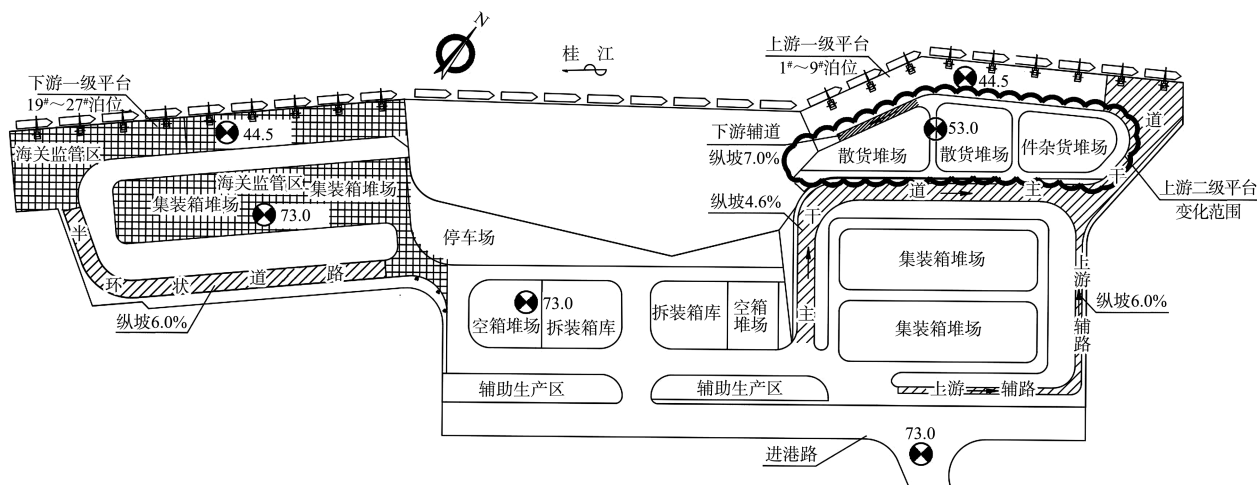 N
桂 江
上游一级平台
1#～9#泊位
下游一级平台
19#～27#泊位
44.5
44.5
海关监管区
下游辅道
纵坡7.0%
53.0
散货堆场
散货堆场
件杂货堆场
道
干
主
道
干
主
上游二级平台
变化范围
海关监管区
集装箱堆场
集装箱堆场
73.0
纵坡4.6%
停车场
半
环
状
道
路
纵坡6.0%
73.0
空箱堆场
拆装箱库
拆装箱库
空箱
堆场
集装箱堆场
集装箱堆场
上游
辅路
纵坡6.0%
辅助生产区
辅助生产区
上游
辅路
73.0
进港路